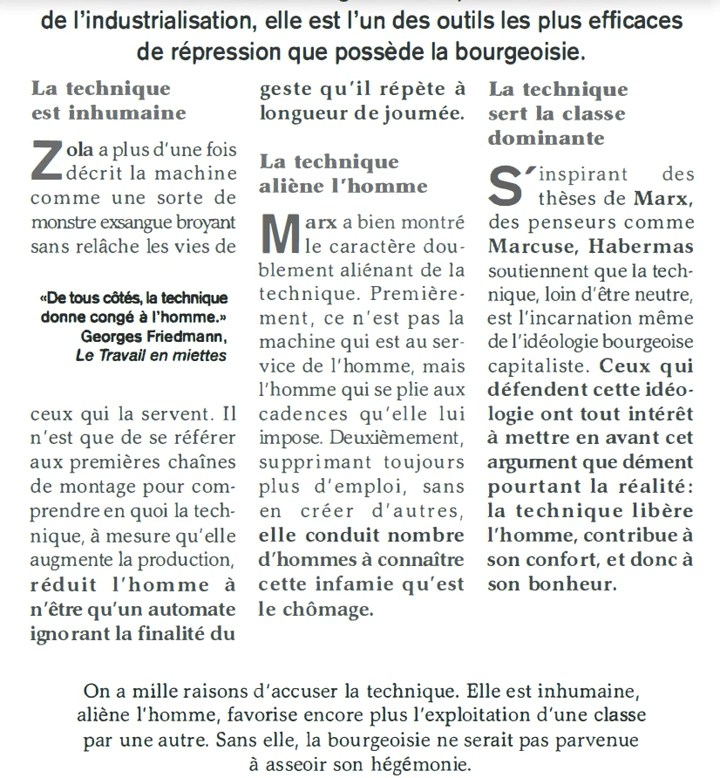 de l'industrialisation, elle est l'un des outils les plus efficaces
de répression que possède la bourgeoisie.
La technique
est inhumaine
Zola a plus d'une fois
décrit la machine
comme une sorte de
monstre exsangue broyant
sans relâche les vies de
«De tous côtés, la technique
donne congé à l'homme.»
Georges Friedmann,
Le Travail en miettes
ceux qui la servent. Il
n'est que de se référer
aux premières chaînes
de montage pour com-
prendre en quoi la tech-
nique, à mesure qu'elle
augmente la production,
réduit l'homme à
n'être qu'un automate
ignorant la finalité du
geste qu'il répète à
longueur de journée.
La technique
aliène l'homme
Marx a bien montré
le caractère dou-
blement aliénant de la
technique. Première-
ment, ce n'est pas la
machine qui est au ser-
vice de l'homme, mais
l'homme qui se plie aux
cadences qu'elle lui
impose. Deuxièmement,
supprimant toujours
plus d'emploi, sans
en créer d'autres,
elle conduit nombre
d'hommes à connaître
cette infamie qu'est
le chômage.
La technique
sert la classe
dominante
S'inspirant des
thèses de Marx,
des penseurs comme
Marcuse, Habermas
soutiennent que la tech-
nique, loin d'être neutre,
est l'incarnation même
de l'idéologie bourgeoise
capitaliste. Ceux qui
défendent cette idéo-
logie ont tout intérêt
à mettre en avant cet
argument que dément
pourtant la réalité:
la technique libère
l'homme, contribue à
son confort, et donc à
son bonheur.
On a mille raisons d'accuser la technique. Elle est inhumaine,
aliène l'homme, favorise encore plus l'exploitation d'une classe
par une autre. Sans elle, la bourgeoisie ne serait pas parvenue
à asseoir son hégémonie.